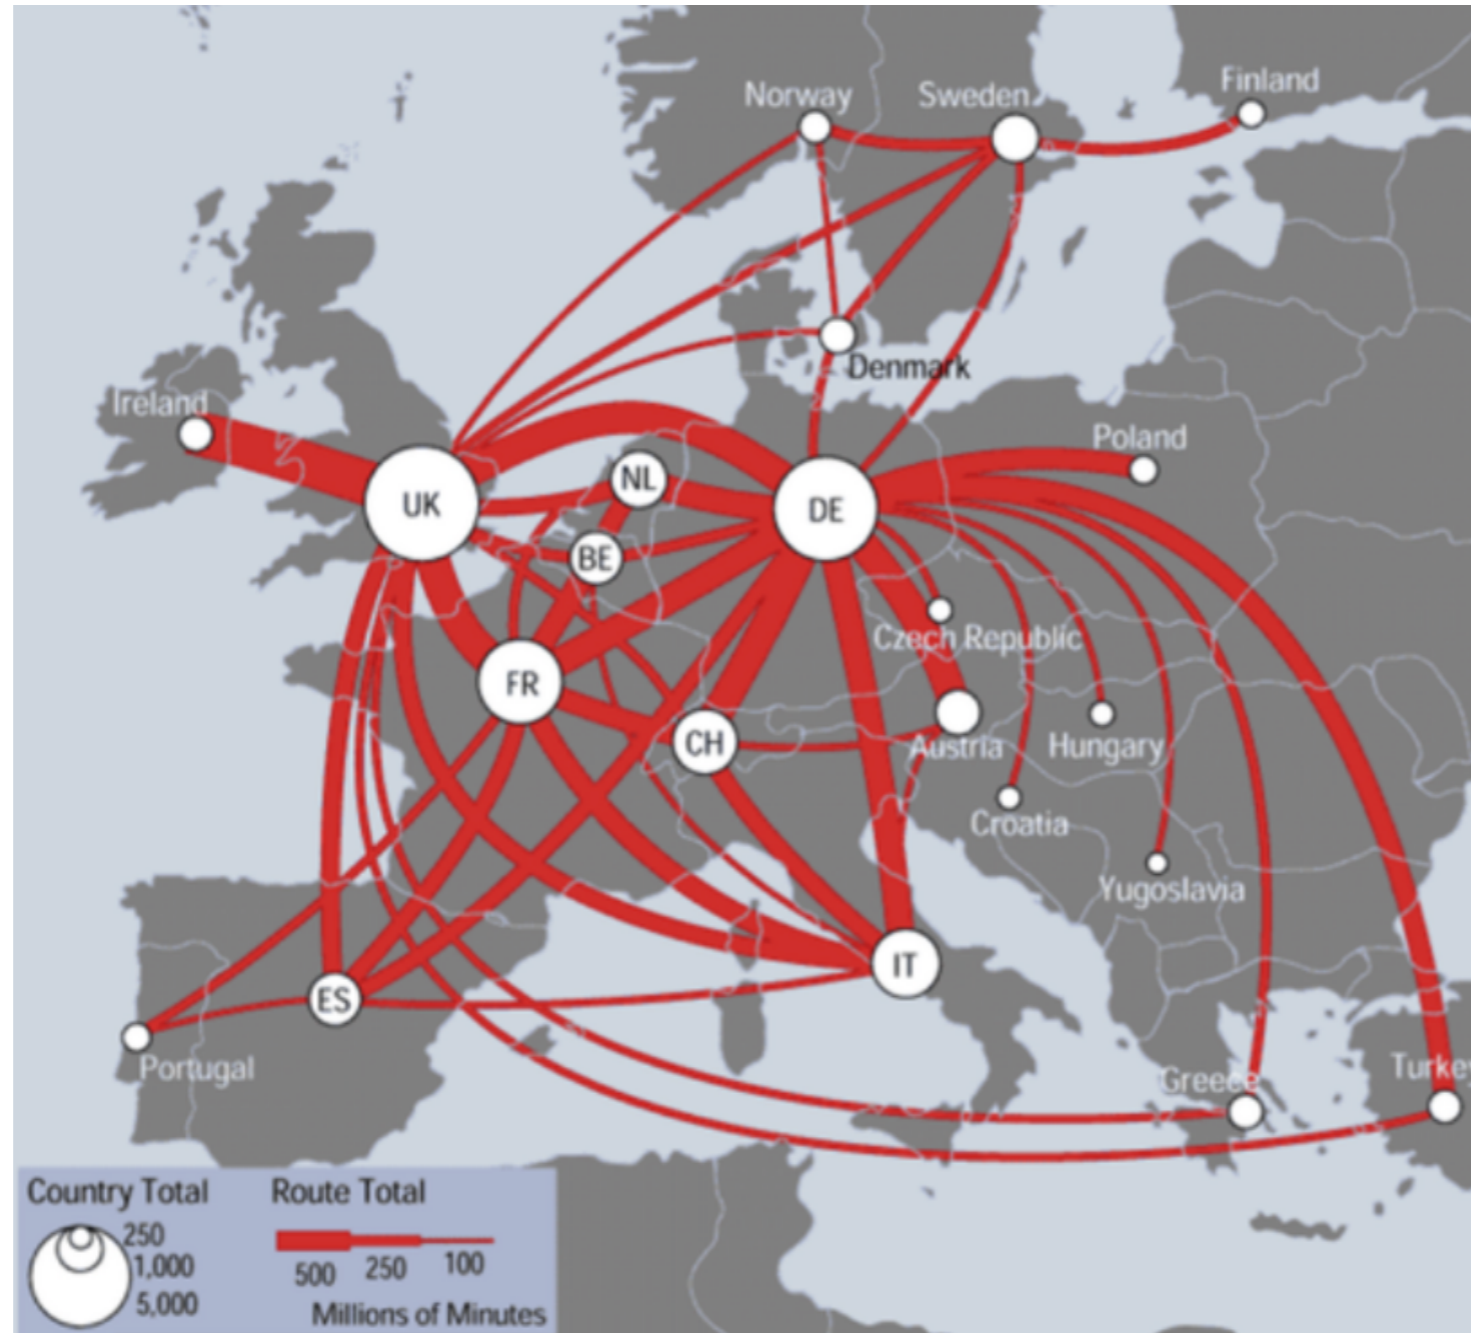 Norway
Sweden
Finland
Denmark
Ireland
Poland
NL
UK
DE
BE
Czech Republic
FR
CH
Austria
Hungary
Croatia
Yugoslavia
IT
ES
Portugal
Greece
Turkey
Country Total
250
1,000
5,000
Route Total
500
250
100
Millions of Minutes